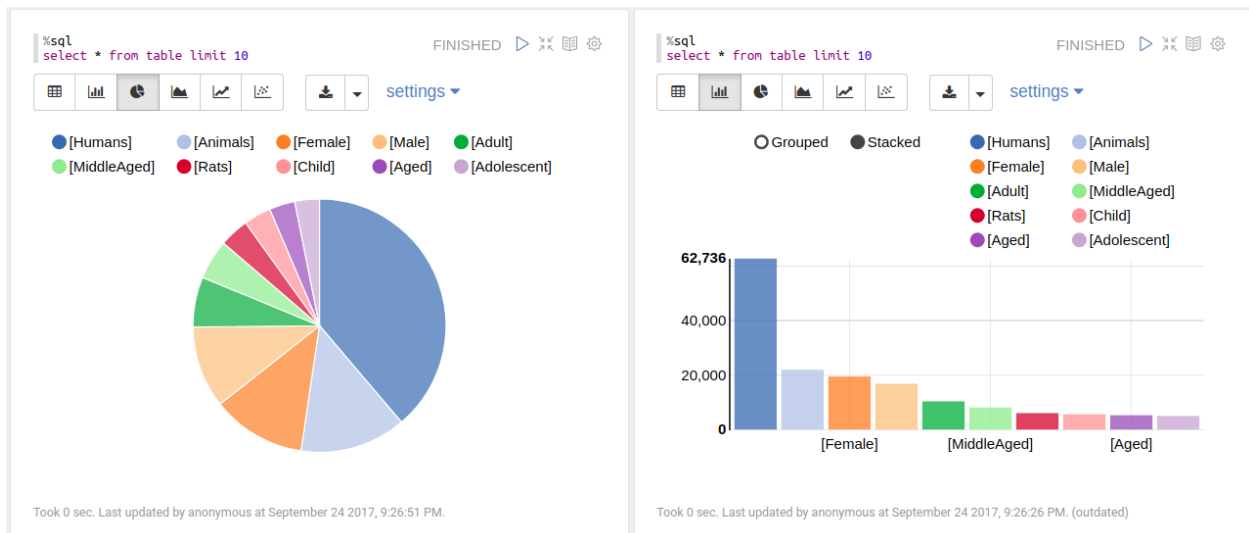 %sql
select * from table limit 10
FINISHED
settings
[Humans] [Animals] [Female] [Male] [Adult]
[MiddleAged] [Rats] [Child] [Aged] [Adolescent]
Took 0 sec. Last updated by anonymous at September 24 2017, 9:26:51 PM.
%sql
select * from table limit 10
FINISHED
settings
Grouped Stacked [Humans] [Animals]
[Female] [Male]
[Adult] [MiddleAged]
[Rats] [Child]
[Aged] [Adolescent]
62,736
40,000
20,000
0
[Female] [MiddleAged] [Aged]
Took 0 sec. Last updated by anonymous at September 24 2017, 9:26:26 PM. (outdated)